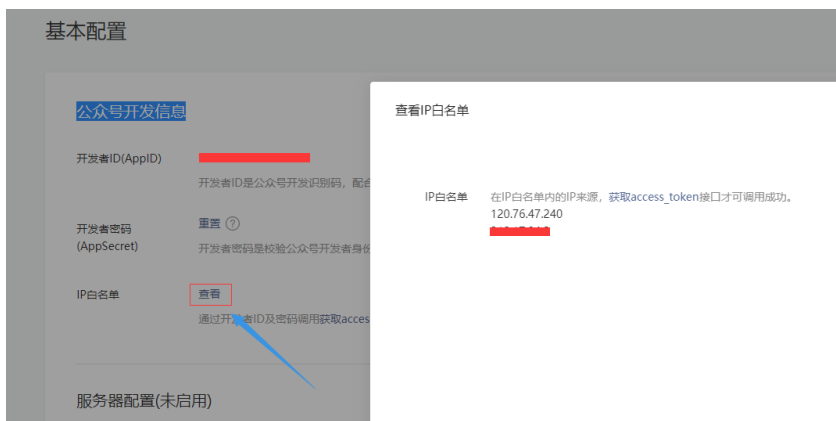 基本配置
公众号开发信息
开发者ID(AppID)
开发者ID是公众号开发识别码，配合
开发者密码
(AppSecret)
重置 ?
开发者密码是校验公众号开发者身份
IP白名单
查看
通过开发者ID及密码调用获取acces
服务器配置(未启用)
查看IP白名单
IP白名单
在IP白名单内的IP来源，获取access_token接口才可调用成功。
120.76.47.240